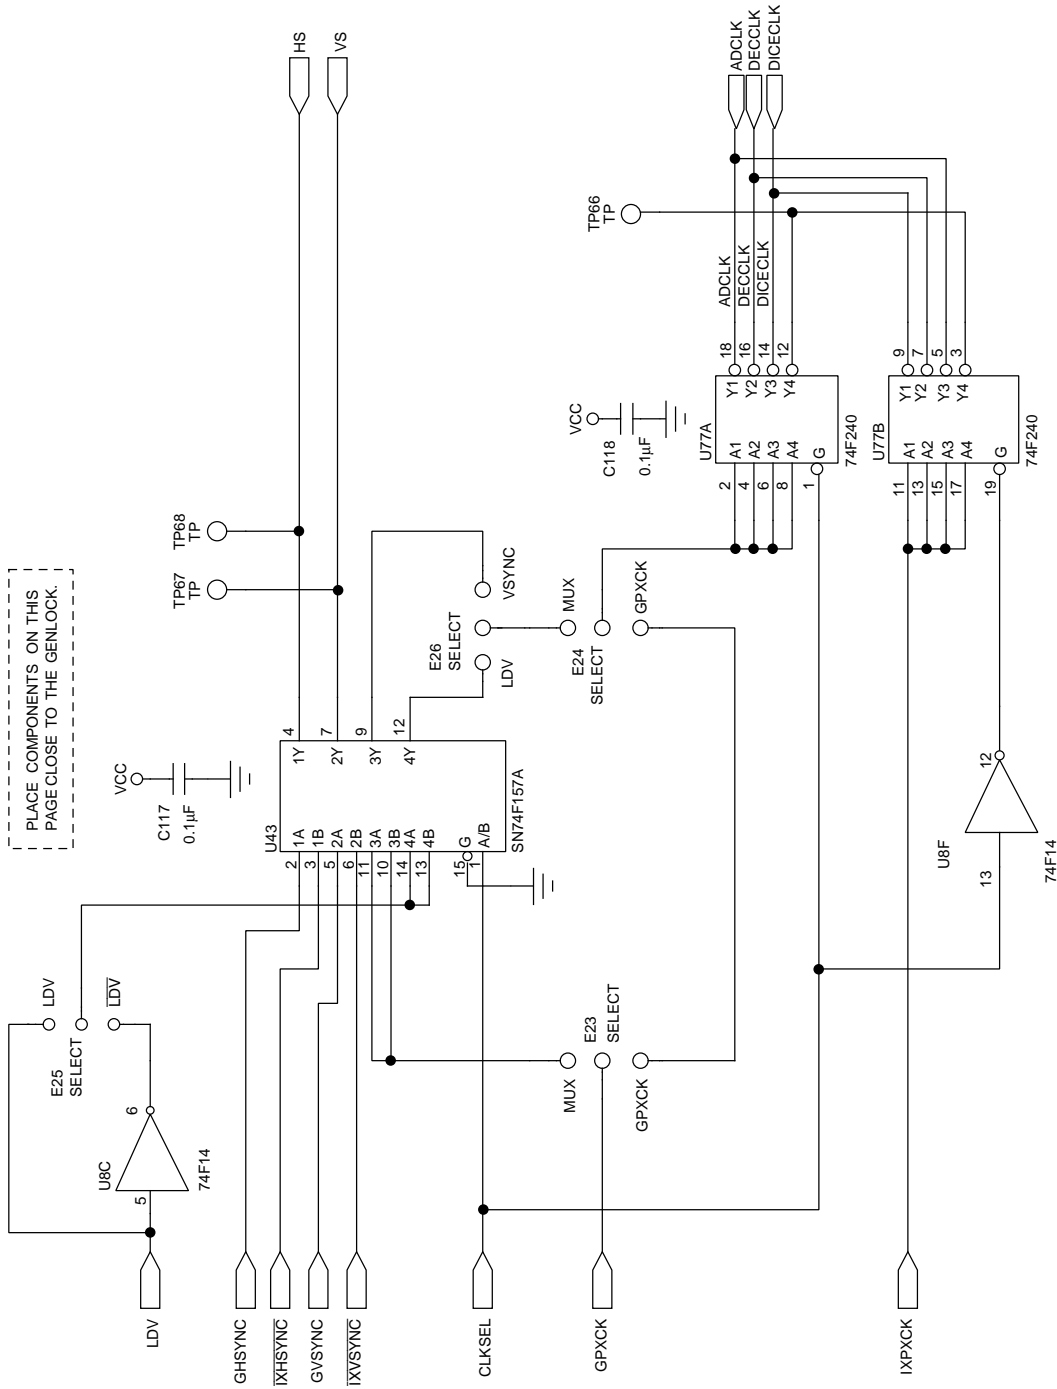 PLACE COMPONENTS ON THIS
PAGE CLOSE TO THE GENLOCK.
HS
VS
TP68
TP
TP67
TP
VCC
C117
0.1µF
U43
2
1A
3
1B
5
2A
6
2B
11
3A
10
3B
14
4A
13
4B
15
G
1
A/B
1Y
4
2Y
7
3Y
9
4Y
12
SN74F157A
LDV
5
U8C
74F14
6
E25
SELECT
LDV
L̅D̅V̅
GHSYNC
I̅X̅H̅S̅Y̅N̅C̅
GVSYNC
I̅X̅V̅S̅Y̅N̅C̅
CLKSEL
GPXCK
IXPXCK
MUX
E23
SELECT
GPXCK
VSYNC
E26
SELECT
LDV
MUX
E24
SELECT
GPXCK
VCC
C118
0.1µF
TP66
TP
ADCLK
DECCLK
DICECLK
ADCLK
DECCLK
DICECLK
U77A
2
A1
4
A2
6
A3
8
A4
1
G
Y1
18
Y2
16
Y3
14
Y4
12
74F240
U77B
11
A1
13
A2
15
A3
17
A4
19
G
Y1
9
Y2
7
Y3
5
Y4
3
74F240
U8F
13
12
74F14